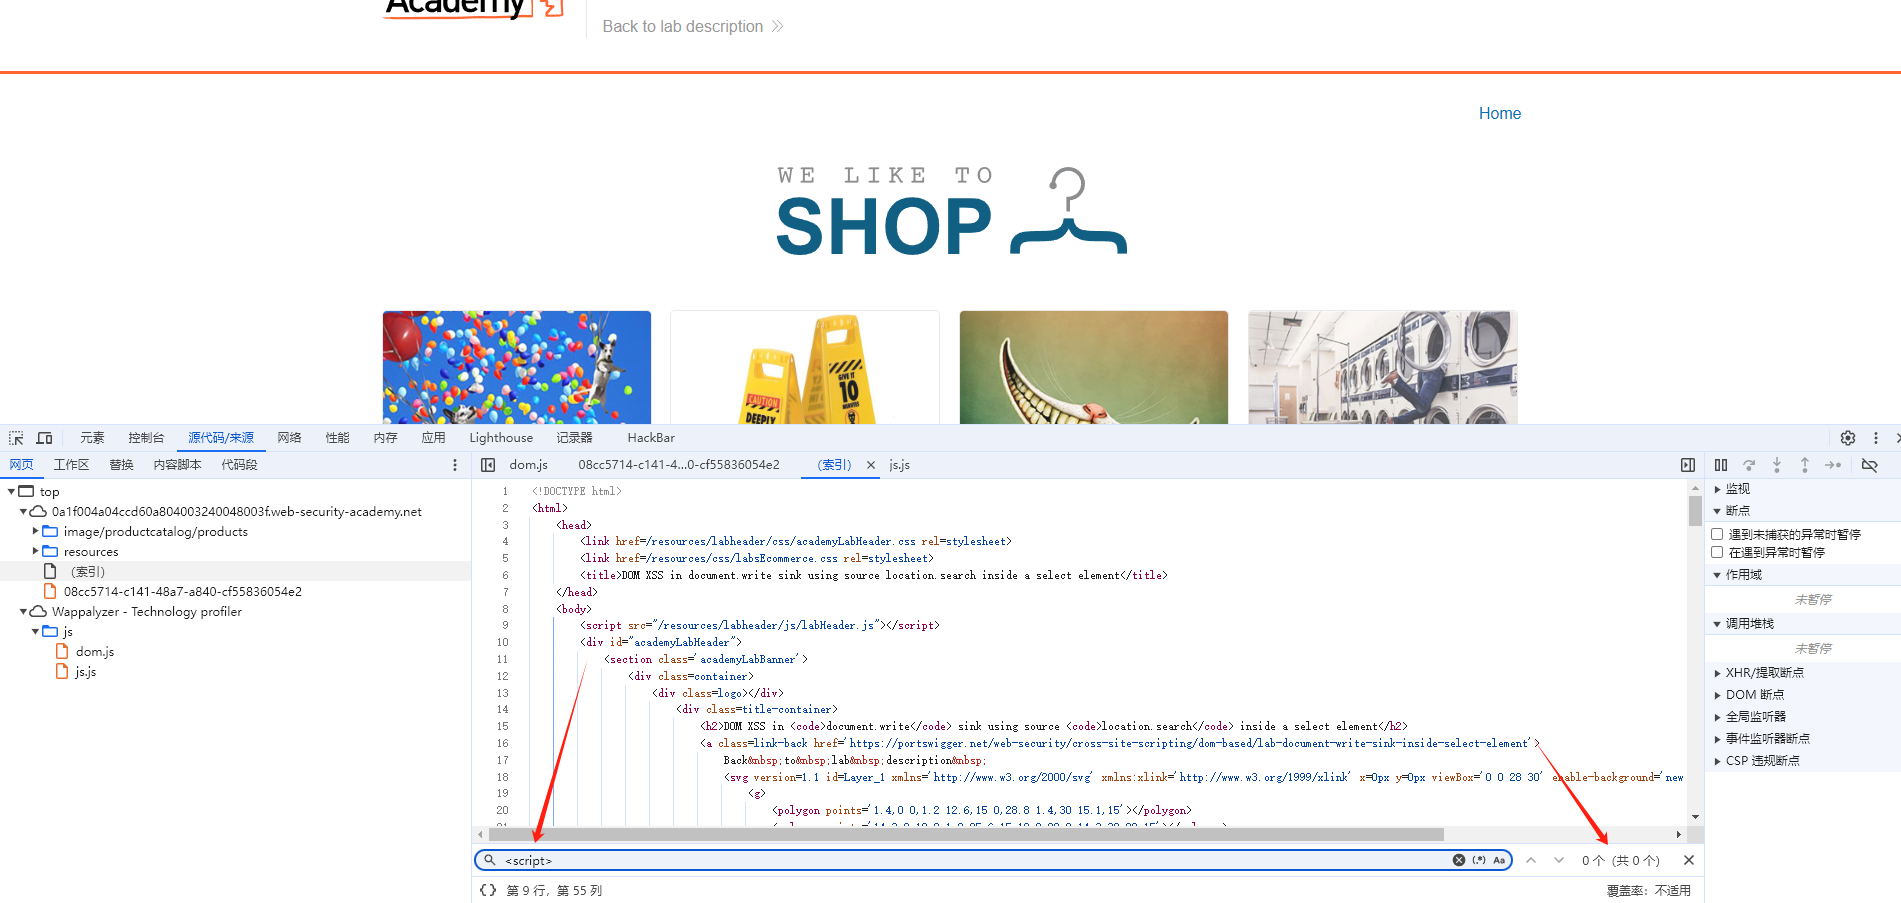 Academy
Back to lab description
Home
WE LIKE TO
SHOP
CAUTION
DEEPLY
GIVE IT
10
MINUTES
元素 控制台 源代码/来源 网络 性能 内存 应用 Lighthouse 记录器 HackBar
网页 工作区 替换 内容脚本 代码段
dom.js 08cc5714-c141-4...0-cf55836054e2 (索引) js.js
top
0a1f004a04ccd60a804003240048003f.web-security-academy.net
image/productcatalog/products
resources
(索引)
08cc5714-c141-48a7-a840-cf55836054e2
Wappalyzer - Technology profiler
js
dom.js
js.js
1 <!DOCTYPE html>
2 <html>
3 <head>
4 <link href=/resources/labheader/css/academyLabHeader.css rel=stylesheet>
5 <link href=/resources/css/labsEcommerce.css rel=stylesheet>
6 <title>DOM XSS in document.write sink using source location.search inside a select element</title>
7 </head>
8 <body>
9 <script src="/resources/labheader/js/labHeader.js"></script>
10 <div id="academyLabHeader">
11 <section class='academyLabBanner'>
12 <div class=container>
13 <div class=logo></div>
14 <div class=title-container>
15 <h2>DOM XSS in <code>document.write</code> sink using source <code>location.search</code> inside a select element</h2>
16 <a class=link-back href='https://portswigger.net/web-security/cross-site-scripting/dom-based/lab-document-write-sink-inside-select-element'>
17 Back&nbsp;to&nbsp;lab&nbsp;description&nbsp;
18 <svg version=1.1 id=Layer_1 xmlns='http://www.w3.org/2000/svg' xmlns:xlink='http://www.w3.org/1999/xlink' x=0px y=0px viewBox='0 0 28 30' enable-background='new
19 <g>
20 <polygon points='1.4,0 0,1.2 12.6,15 0,28.8 1.4,30 15.1,15'></polygon>
<script>
(.*) Aa
0 个 (共 0 个)
{} 第 9 行，第 55 列
覆盖率：不适用
监视
断点
遇到未捕获的异常时暂停
在遇到异常时暂停
作用域
未暂停
调用堆栈
未暂停
XHR/提取断点
DOM 断点
全局监听器
事件监听器断点
CSP 违规断点